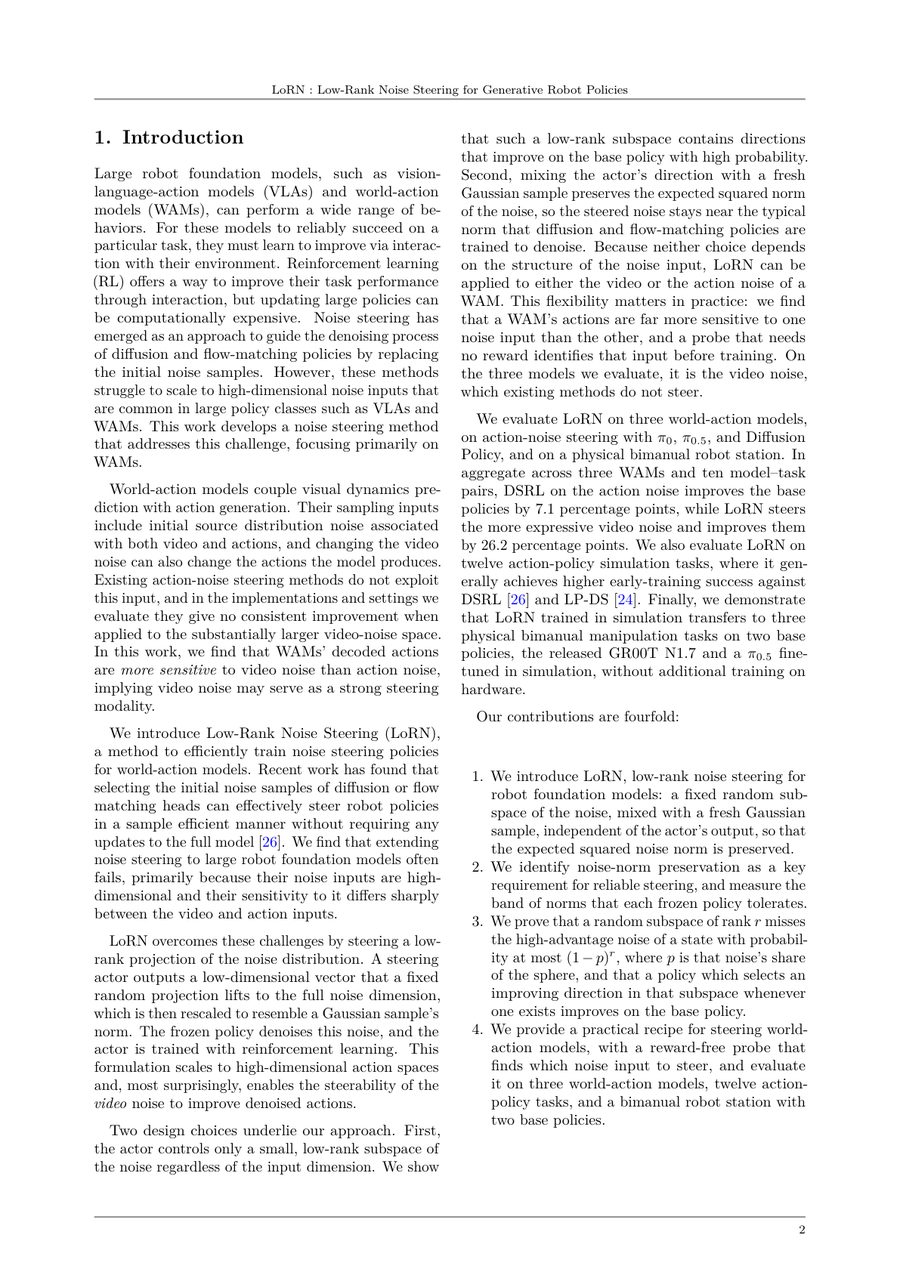 LoRN : Low-Rank Noise Steering for Generative Robot Policies
1. Introduction
Large robot foundation models, such as vision-
language-action models (VLAs) and world-action
models (WAMs), can perform a wide range of be-
haviors. For these models to reliably succeed on a
particular task, they must learn to improve via interac-
tion with their environment. Reinforcement learning
(RL) offers a way to improve their task performance
through interaction, but updating large policies can
be computationally expensive. Noise steering has
emerged as an approach to guide the denoising process
of diffusion and flow-matching policies by replacing
the initial noise samples. However, these methods
struggle to scale to high-dimensional noise inputs that
are common in large policy classes such as VLAs and
WAMs. This work develops a noise steering method
that addresses this challenge, focusing primarily on
WAMs.
World-action models couple visual dynamics pre-
diction with action generation. Their sampling inputs
include initial source distribution noise associated
with both video and actions, and changing the video
noise can also change the actions the model produces.
Existing action-noise steering methods do not exploit
this input, and in the implementations and settings we
evaluate they give no consistent improvement when
applied to the substantially larger video-noise space.
In this work, we find that WAMs' decoded actions
are more sensitive to video noise than action noise,
implying video noise may serve as a strong steering
modality.
We introduce Low-Rank Noise Steering (LoRN),
a method to efficiently train noise steering policies
for world-action models. Recent work has found that
selecting the initial noise samples of diffusion or flow
matching heads can effectively steer robot policies
in a sample efficient manner without requiring any
updates to the full model [26]. We find that extending
noise steering to large robot foundation models often
fails, primarily because their noise inputs are high-
dimensional and their sensitivity to it differs sharply
between the video and action inputs.
LoRN overcomes these challenges by steering a low-
rank projection of the noise distribution. A steering
actor outputs a low-dimensional vector that a fixed
random projection lifts to the full noise dimension,
which is then rescaled to resemble a Gaussian sample's
norm. The frozen policy denoises this noise, and the
actor is trained with reinforcement learning. This
formulation scales to high-dimensional action spaces
and, most surprisingly, enables the steerability of the
video noise to improve denoised actions.
Two design choices underlie our approach. First,
the actor controls only a small, low-rank subspace of
the noise regardless of the input dimension. We show
that such a low-rank subspace contains directions
that improve on the base policy with high probability.
Second, mixing the actor's direction with a fresh
Gaussian sample preserves the expected squared norm
of the noise, so the steered noise stays near the typical
norm that diffusion and flow-matching policies are
trained to denoise. Because neither choice depends
on the structure of the noise input, LoRN can be
applied to either the video or the action noise of a
WAM. This flexibility matters in practice: we find
that a WAM's actions are far more sensitive to one
noise input than the other, and a probe that needs
no reward identifies that input before training. On
the three models we evaluate, it is the video noise,
which existing methods do not steer.
We evaluate LoRN on three world-action models,
on action-noise steering with π₀, π₀.₅, and Diffusion
Policy, and on a physical bimanual robot station. In
aggregate across three WAMs and ten model–task
pairs, DSRL on the action noise improves the base
policies by 7.1 percentage points, while LoRN steers
the more expressive video noise and improves them
by 26.2 percentage points. We also evaluate LoRN on
twelve action-policy simulation tasks, where it gen-
erally achieves higher early-training success against
DSRL [26] and LP-DS [24]. Finally, we demonstrate
that LoRN trained in simulation transfers to three
physical bimanual manipulation tasks on two base
policies, the released GR00T N1.7 and a π₀.₅ fine-
tuned in simulation, without additional training on
hardware.
Our contributions are fourfold:
1. We introduce LoRN, low-rank noise steering for
robot foundation models: a fixed random sub-
space of the noise, mixed with a fresh Gaussian
sample, independent of the actor's output, so that
the expected squared noise norm is preserved.
2. We identify noise-norm preservation as a key
requirement for reliable steering, and measure the
band of norms that each frozen policy tolerates.
3. We prove that a random subspace of rank r misses
the high-advantage noise of a state with probabil-
ity at most (1 − p)ʳ, where p is that noise's share
of the sphere, and that a policy which selects an
improving direction in that subspace whenever
one exists improves on the base policy.
4. We provide a practical recipe for steering world-
action models, with a reward-free probe that
finds which noise input to steer, and evaluate
it on three world-action models, twelve action-
policy tasks, and a bimanual robot station with
two base policies.
2